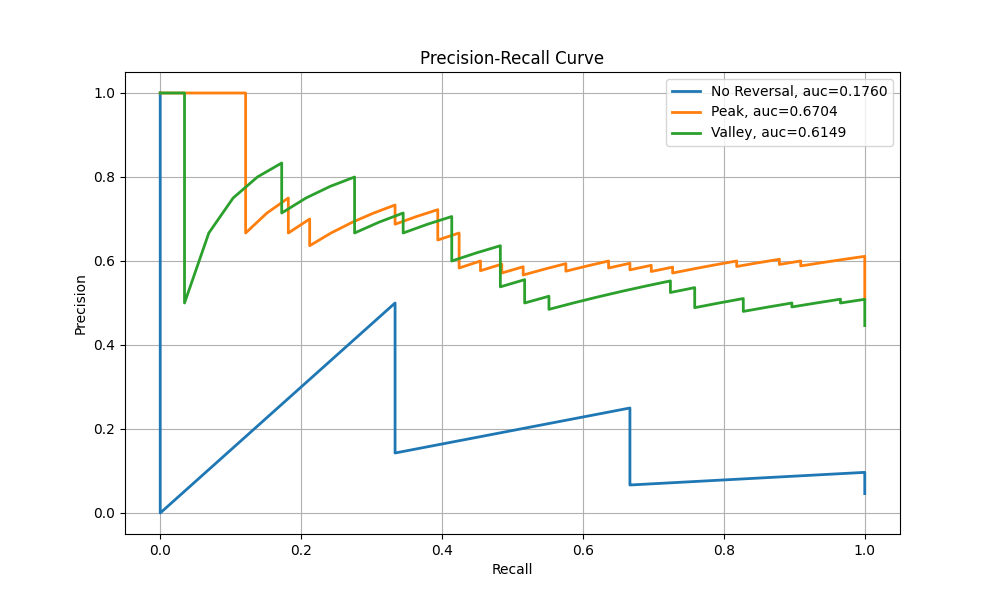 Precision-Recall Curve
No Reversal, auc=0.1760
Peak, auc=0.6704
Valley, auc=0.6149
Precision
1.0
0.8
0.6
0.4
0.2
0.0
0.0 0.2 0.4 0.6 0.8 1.0
Recall